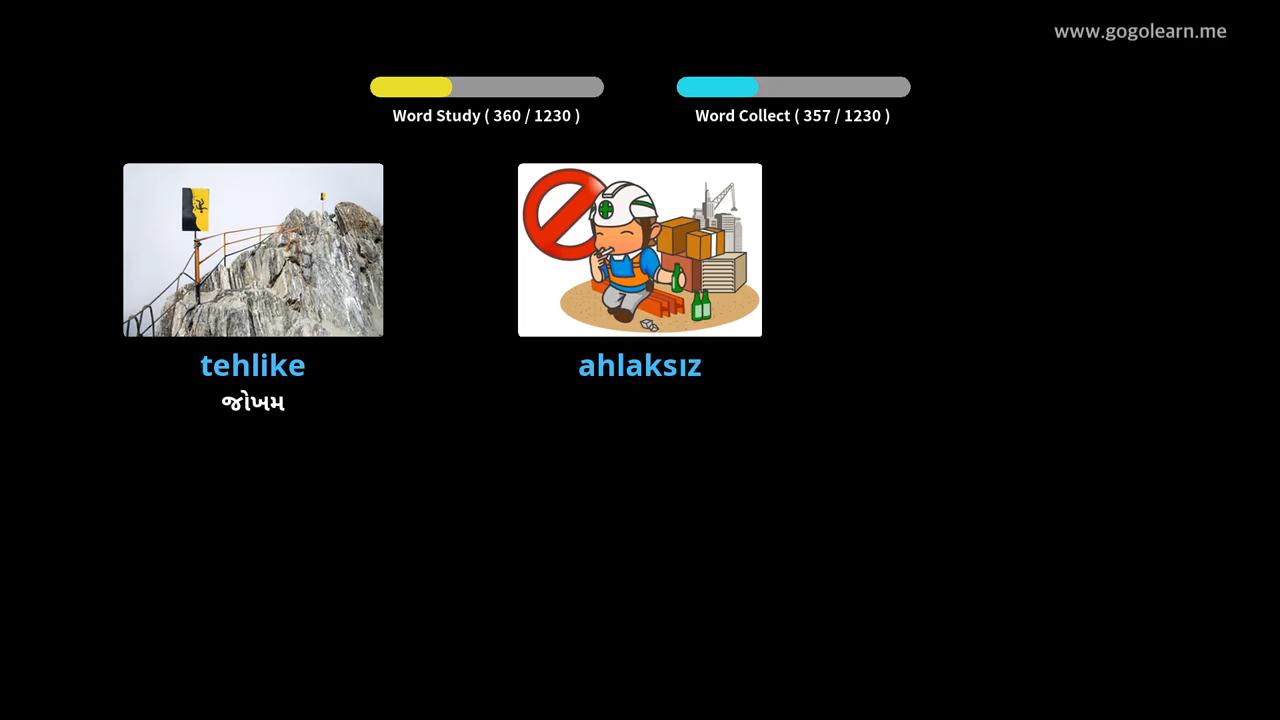 www.gogolearn.me
Word Study ( 360 / 1230 )
Word Collect ( 357 / 1230 )
tehlike
જોખમ
ahlaksız